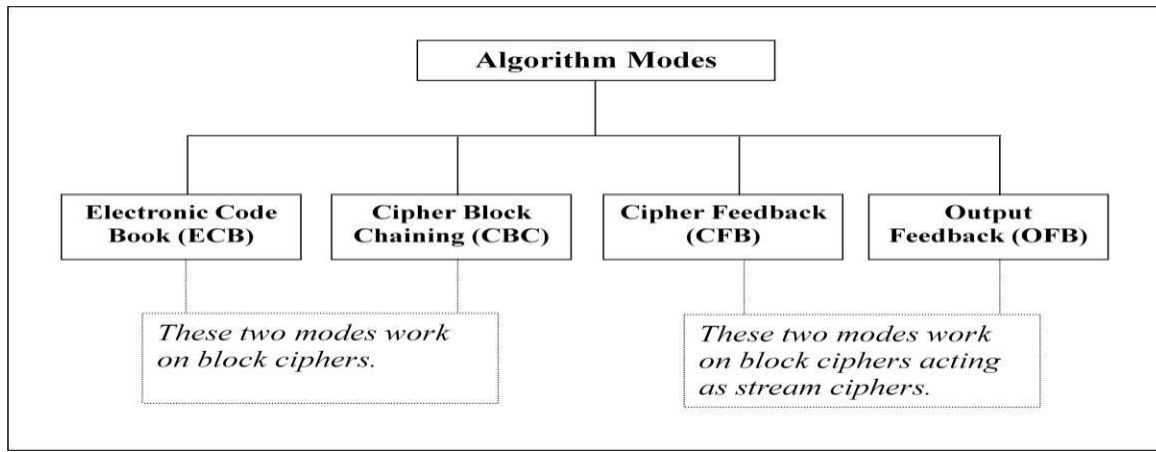 Algorithm Modes
Electronic Code
Book (ECB)
Cipher Block
Chaining (CBC)
Cipher Feedback
(CFB)
Output
Feedback (OFB)
These two modes work
on block ciphers.
These two modes work
on block ciphers acting
as stream ciphers.